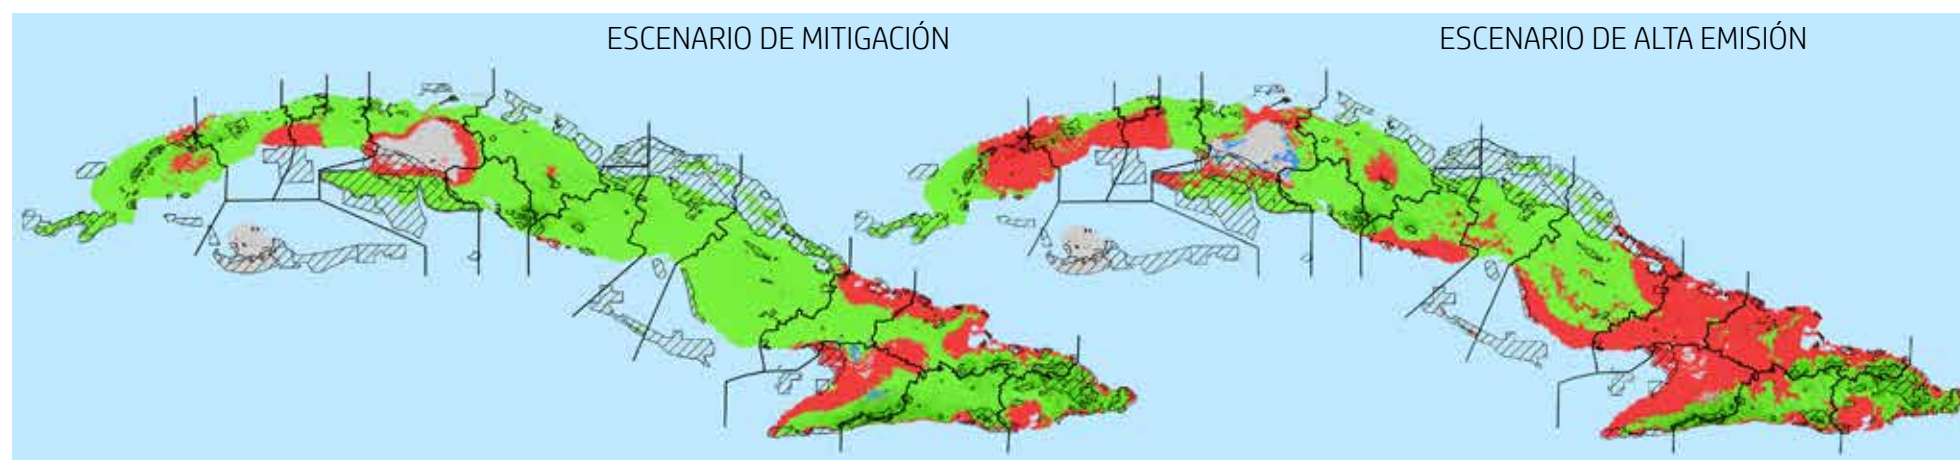 ESCENARIO DE MITIGACIÓN
ESCENARIO DE ALTA EMISIÓN